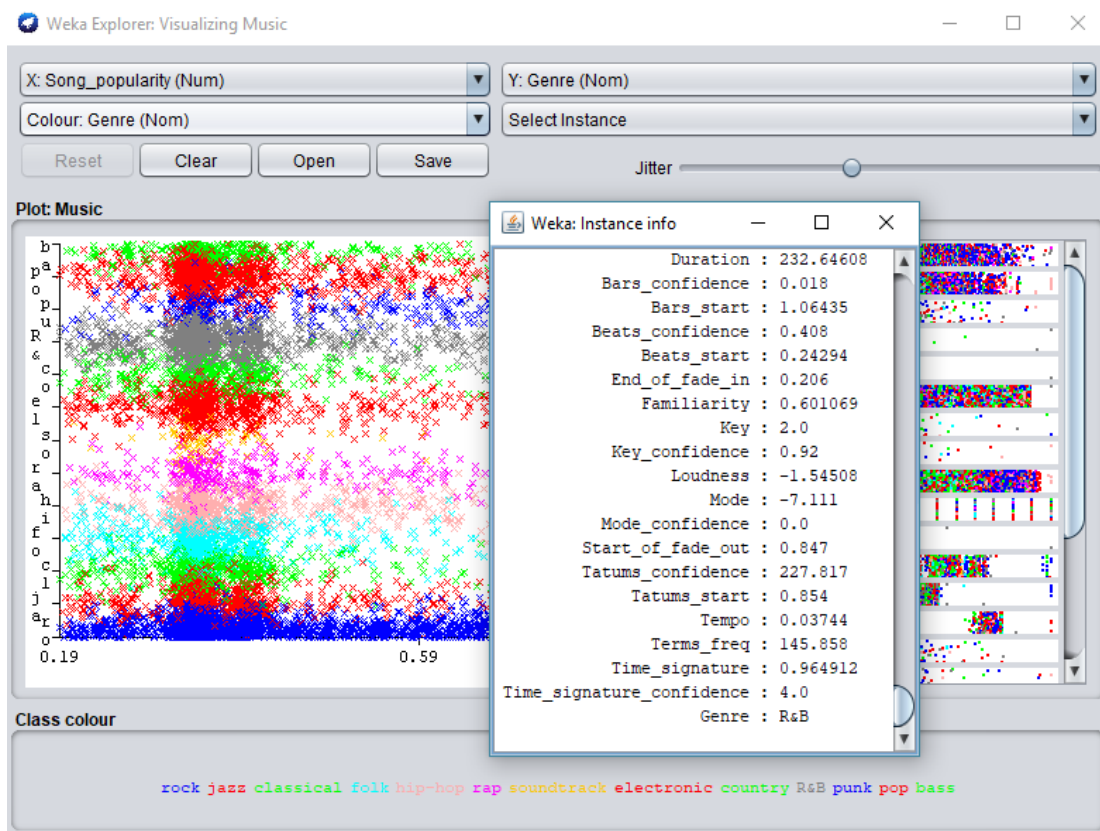 Weka Explorer: Visualizing Music
X: Song_popularity (Num)
Y: Genre (Nom)
Colour: Genre (Nom)
Select Instance
Reset
Clear
Open
Save
Jitter
Plot: Music
b
pa
o
p
u
R
&
c
o
e
l
s
o
r
a
h
i
f
o
c
l
j
a
r
o
0.19
0.59
Weka: Instance info
Duration : 232.64608
Bars_confidence : 0.018
Bars_start : 1.06435
Beats_confidence : 0.408
Beats_start : 0.24294
End_of_fade_in : 0.206
Familiarity : 0.601069
Key : 2.0
Key_confidence : 0.92
Loudness : -1.54508
Mode : -7.111
Mode_confidence : 0.0
Start_of_fade_out : 0.847
Tatums_confidence : 227.817
Tatums_start : 0.854
Tempo : 0.03744
Terms_freq : 145.858
Time_signature : 0.964912
Time_signature_confidence : 4.0
Genre : R&B
Class colour
rock jazz classical folk hip-hop rap soundtrack electronic country R&B punk pop bass